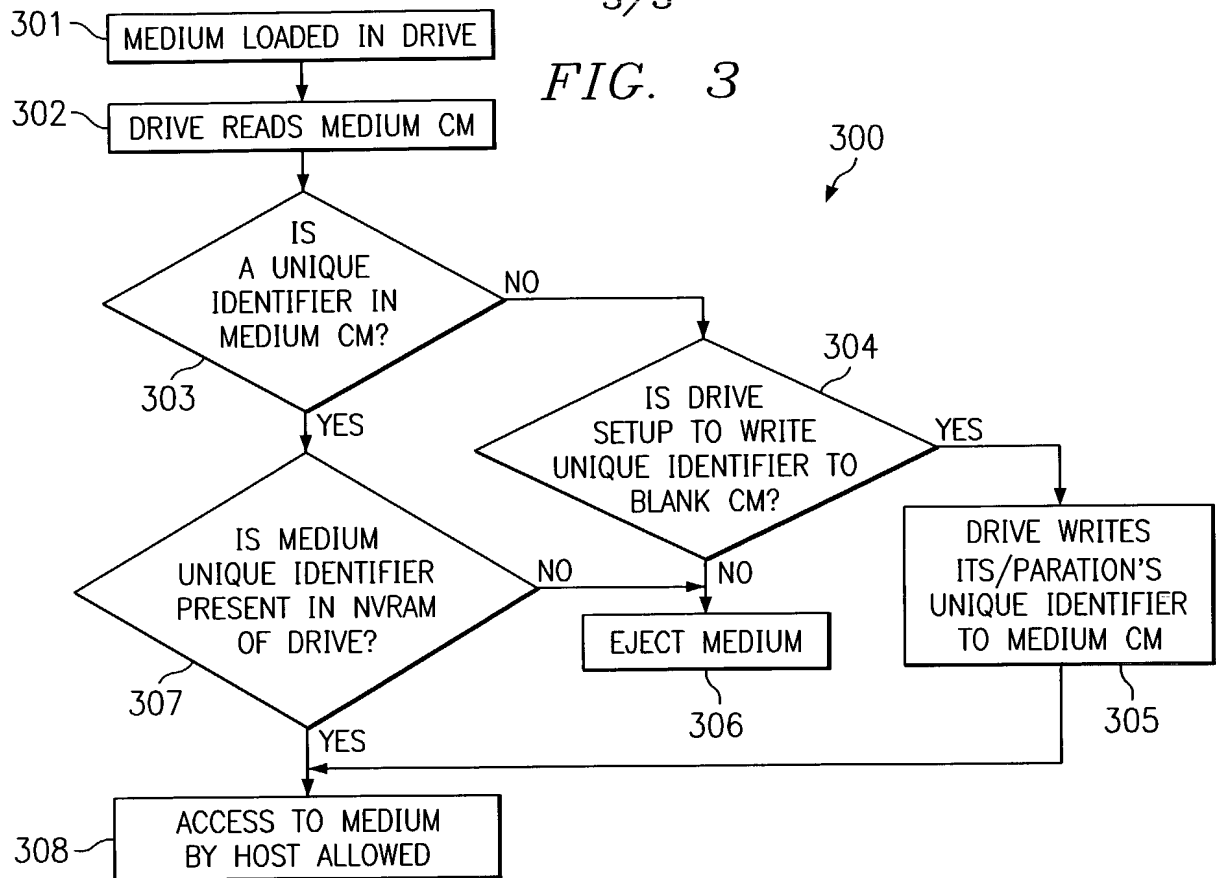 3/3
301
MEDIUM LOADED IN DRIVE
FIG. 3
302
DRIVE READS MEDIUM CM
300
IS
A UNIQUE
IDENTIFIER IN
MEDIUM CM?
NO
303
YES
304
IS DRIVE
SETUP TO WRITE
UNIQUE IDENTIFIER TO
BLANK CM?
YES
NO
DRIVE WRITES
ITS/PARATION'S
UNIQUE IDENTIFIER
TO MEDIUM CM
305
IS MEDIUM
UNIQUE IDENTIFIER
PRESENT IN NVRAM
OF DRIVE?
NO
307
YES
EJECT MEDIUM
306
ACCESS TO MEDIUM
BY HOST ALLOWED
308